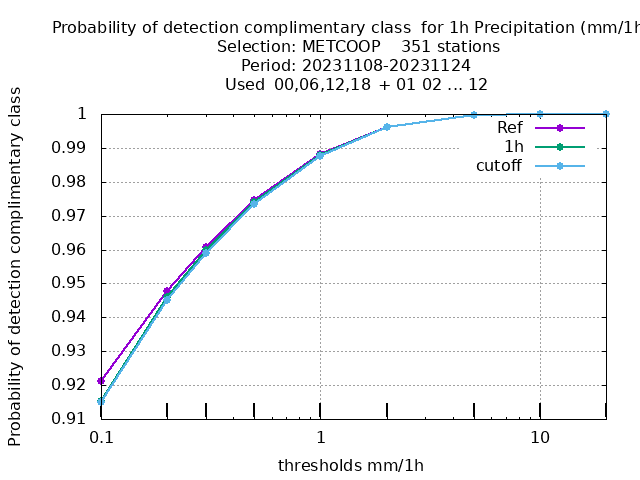 Probability of detection complimentary class for 1h Precipitation (mm/1h
Selection: METCOOP 351 stations
Period: 20231108-20231124
Used 00,06,12,18 + 01 02 ... 12
Probability of detection complimentary class
1
0.99
0.98
0.97
0.96
0.95
0.94
0.93
0.92
0.91
Ref
1h
cutoff
0.1
1
10
thresholds mm/1h